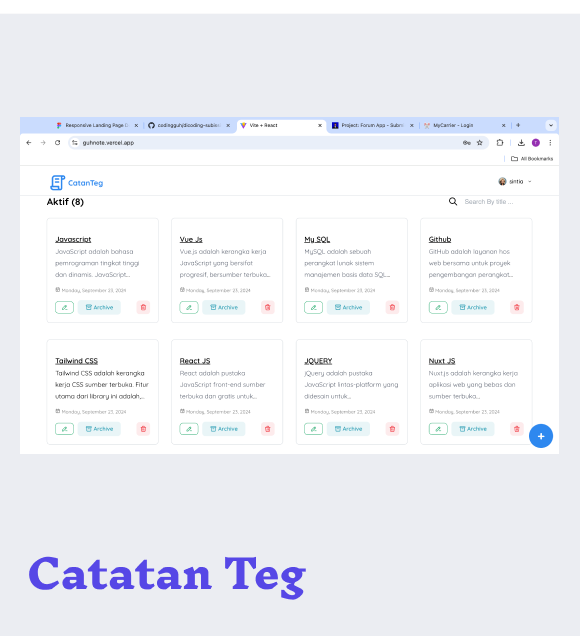 Responsive Landing Page
codinggunjdicoding-submis
Vite + React
Project: Forum App - Submi
MyCarrier - Login
guhnote.vercel.app
All Bookmarks
CatanTeg
sintia
Aktif (8)
Search By title ...
Javascript
JavaScript adalah bahasa
pemrograman tingkat tinggi
dan dinamis. JavaScript...
Monday, September 23, 2024
Archive
Vue Js
Vue.js adalah kerangka kerja
JavaScript yang bersifat
progresif, bersumber terbuka...
Monday, September 23, 2024
Archive
My SQL
MySQL adalah sebuah
perangkat lunak sistem
manajemen basis data SQL...
Monday, September 23, 2024
Archive
Github
GitHub adalah layanan hos
web bersama untuk proyek
pengembangan perangkat...
Monday, September 23, 2024
Archive
Tailwind CSS
Tailwind CSS adalah kerangka
kerja CSS sumber terbuka. Fitur
utama dari library ini adalah...
Monday, September 23, 2024
Archive
React JS
React adalah pustaka
JavaScript front-end sumber
terbuka dan gratis untuk...
Monday, September 23, 2024
Archive
JQUERY
jQuery adalah pustaka
JavaScript lintas-platform yang
didesain untuk...
Monday, September 23, 2024
Archive
Nuxt JS
Nuxt.js adalah kerangka kerja
aplikasi web yang bebas dan
sumber terbuka...
Monday, September 23, 2024
Archive
Catatan Teg